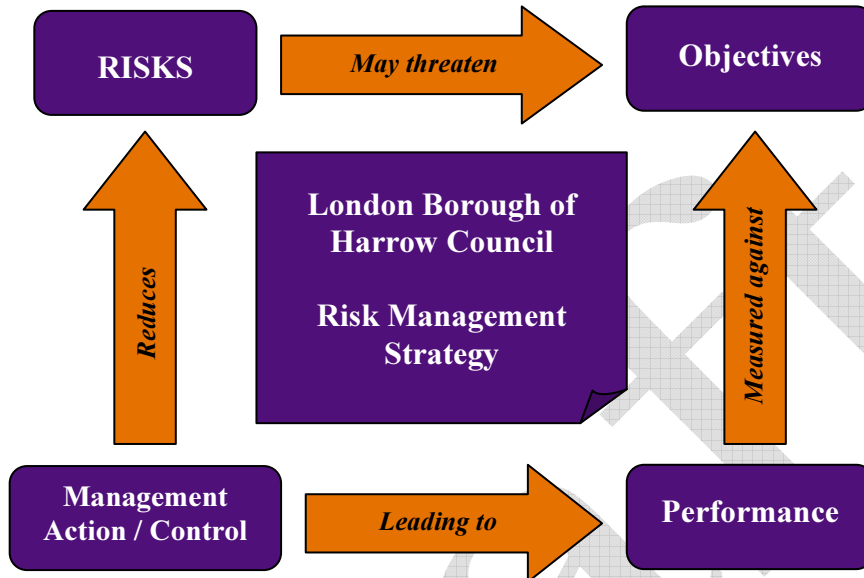 RISKS
May threaten
Objectives
London Borough of
Harrow Council
Risk Management
Strategy
Reduces
Measured against
Management
Action / Control
Leading to
Performance